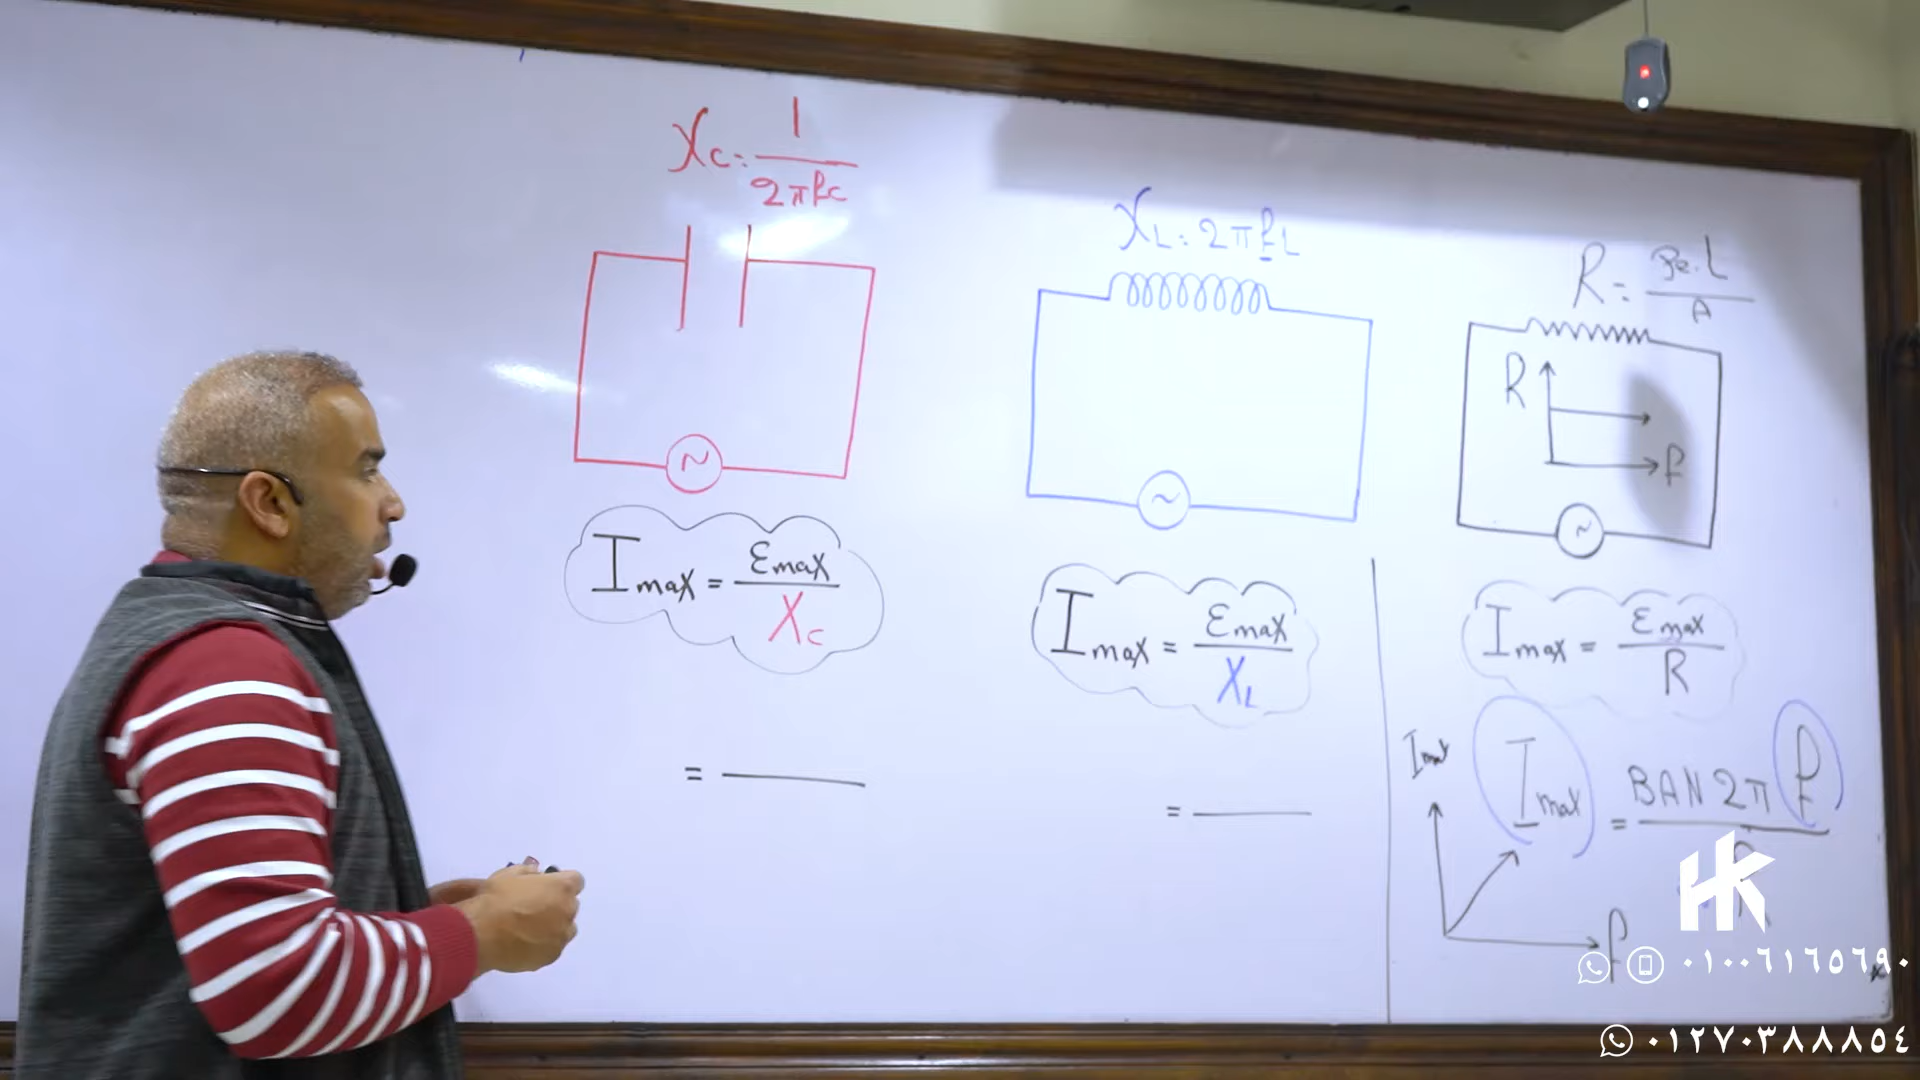 Xc = 1 / 2πfc
~
Imax = εmax / Xc
= 
XL = 2πfL
~
Imax = εmax / XL
= 
R = ρe.L / A
R
f
~
Imax = εmax / R
Imax
Imax = BAN2πf / R
f
HK
٠١٠٠٦١٦٥٦٩٠
٠١٢٧٠٣٨٨٨٥٤